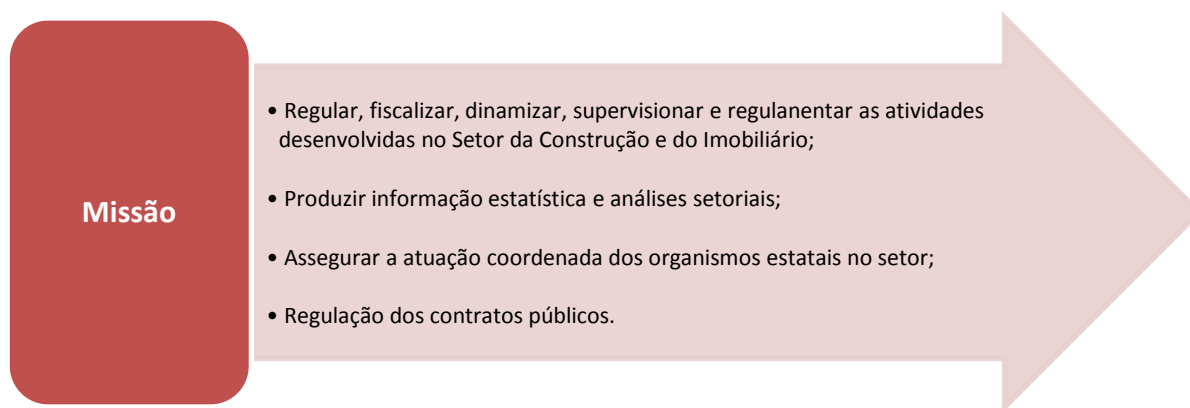 Missão
• Regular, fiscalizar, dinamizar, supervisionar e regulanentar as atividades
desenvolvidas no Setor da Construção e do Imobiliário;
• Produzir informação estatística e análises setoriais;
• Assegurar a atuação coordenada dos organismos estatais no setor;
• Regulação dos contratos públicos.